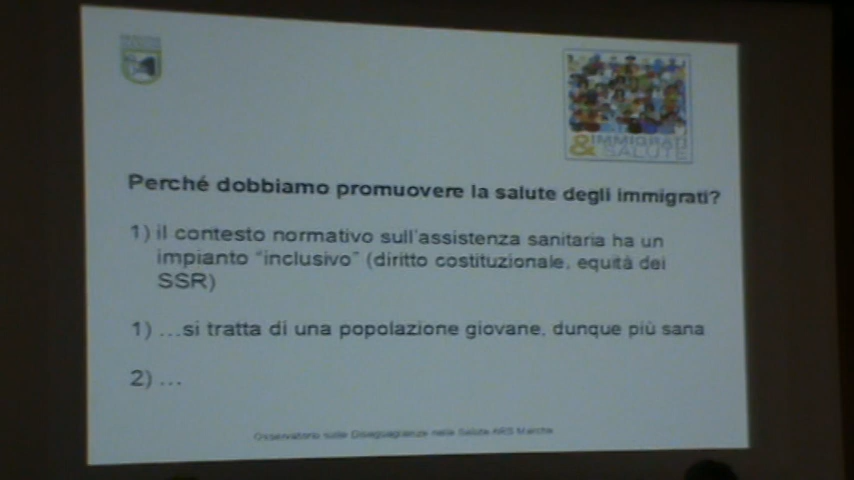 & IMMIGRATI
SALUTE
Perché dobbiamo promuovere la salute degli immigrati?
1) il contesto normativo sull'assistenza sanitaria ha un
impianto "inclusivo" (diritto costituzionale, equità dei
SSR)
1) ...si tratta di una popolazione giovane, dunque più sana
2) ...
Osservatorio sulle Diseguaglianze nella Salute ARS Marche